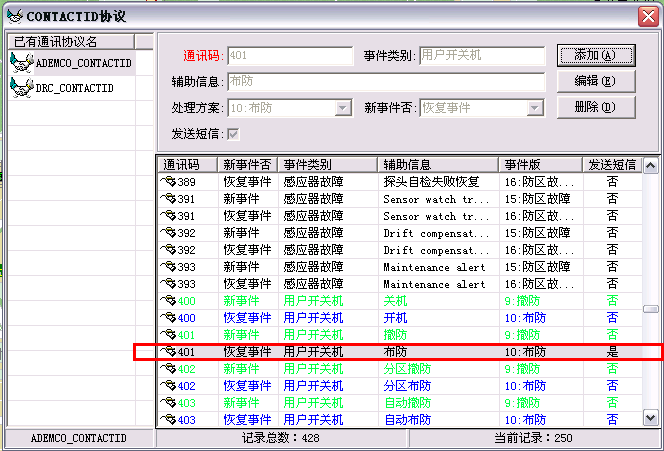 CONTACTID协议
已有通讯协议名
ADEMCO_CONTACTID
DRC_CONTACTID
通讯码: 401 事件类别: 用户开关机 添加(A)
辅助信息: 布防 编辑(E)
处理方案: 10:布防 新事件否: 恢复事件 删除(D)
发送短信:
通讯码 新事件否 事件类别 辅助信息 事件版 发送短信
389 恢复事件 感应器故障 探头自检失败恢复 16:防区故... 否
391 新事件 感应器故障 Sensor watch tr... 15:防区故障 否
391 恢复事件 感应器故障 Sensor watch tr... 16:防区故... 否
392 新事件 感应器故障 Drift compensat... 15:防区故障 否
392 恢复事件 感应器故障 Drift compensat... 16:防区故... 否
393 新事件 感应器故障 Maintenance alert 15:防区故障 否
393 恢复事件 感应器故障 Maintenance alert 16:防区故... 否
400 新事件 用户开关机 关机 9:撤防 否
400 恢复事件 用户开关机 开机 10:布防 否
401 新事件 用户开关机 撤防 9:撤防 否
401 恢复事件 用户开关机 布防 10:布防 是
402 新事件 用户开关机 分区撤防 9:撤防 否
402 恢复事件 用户开关机 分区布防 10:布防 否
403 新事件 用户开关机 自动撤防 9:撤防 否
403 恢复事件 用户开关机 自动布防 10:布防 否
ADEMCO_CONTACTID 记录总数:428 当前记录:250